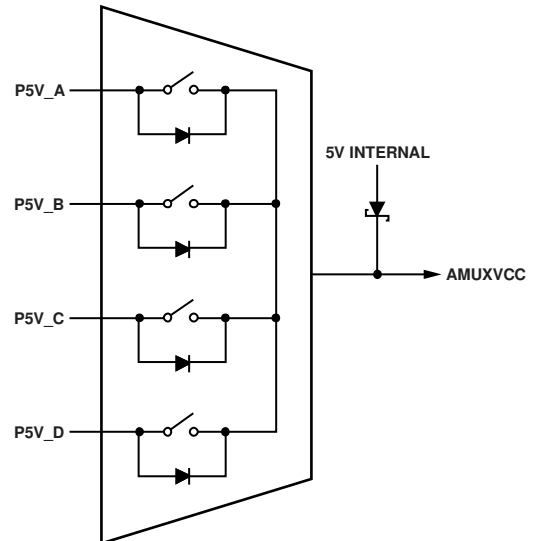 P5V_A
5V INTERNAL
P5V_B
AMUXVCC
P5V_C
P5V_D